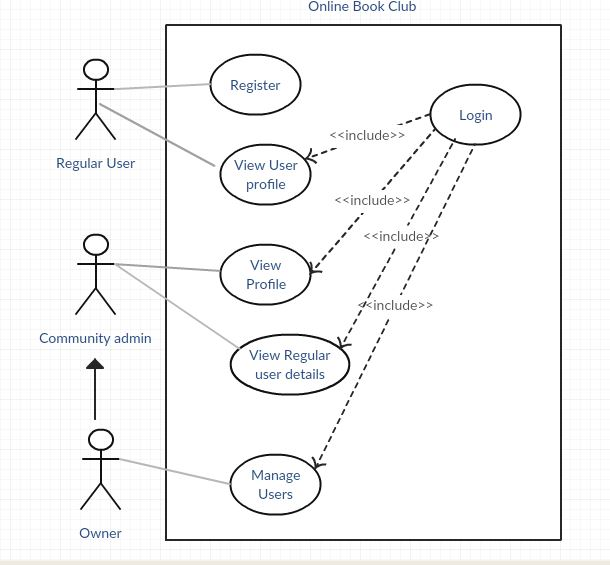 Online Book Club
Register
Login
<<include>>
Regular User
View User
profile
<<include>>
<<include>>
View
Profile
<<include>>
Community admin
View Regular
user details
Manage
Users
Owner